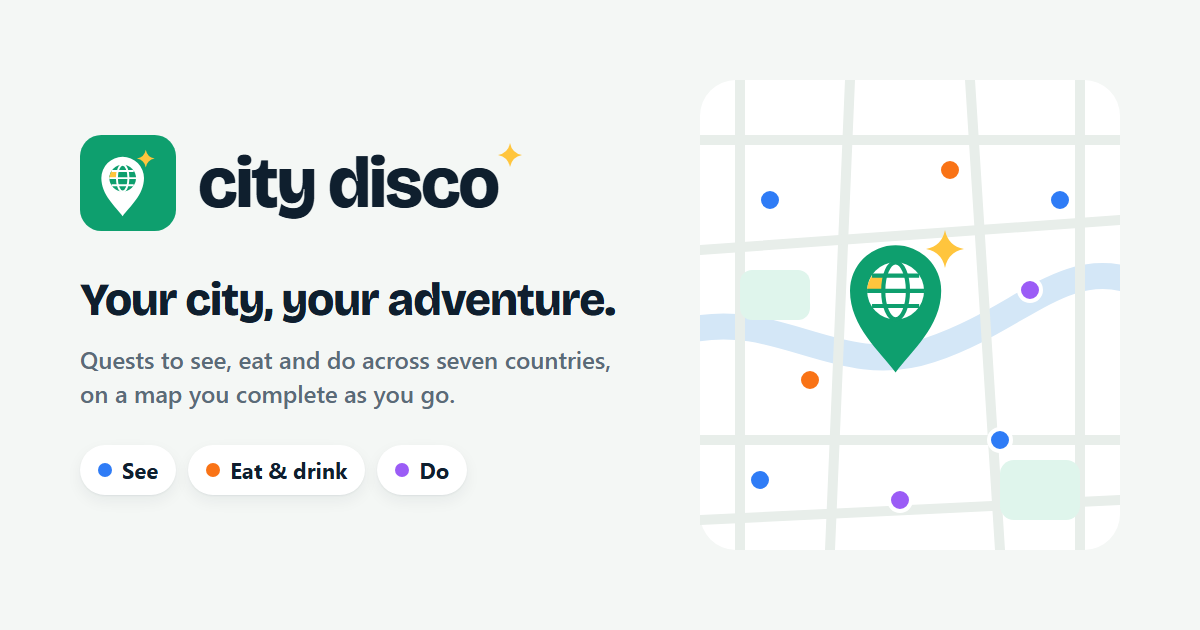 city disco
Your city, your adventure.
Quests to see, eat and do across seven countries,
on a map you complete as you go.
See
Eat & drink
Do